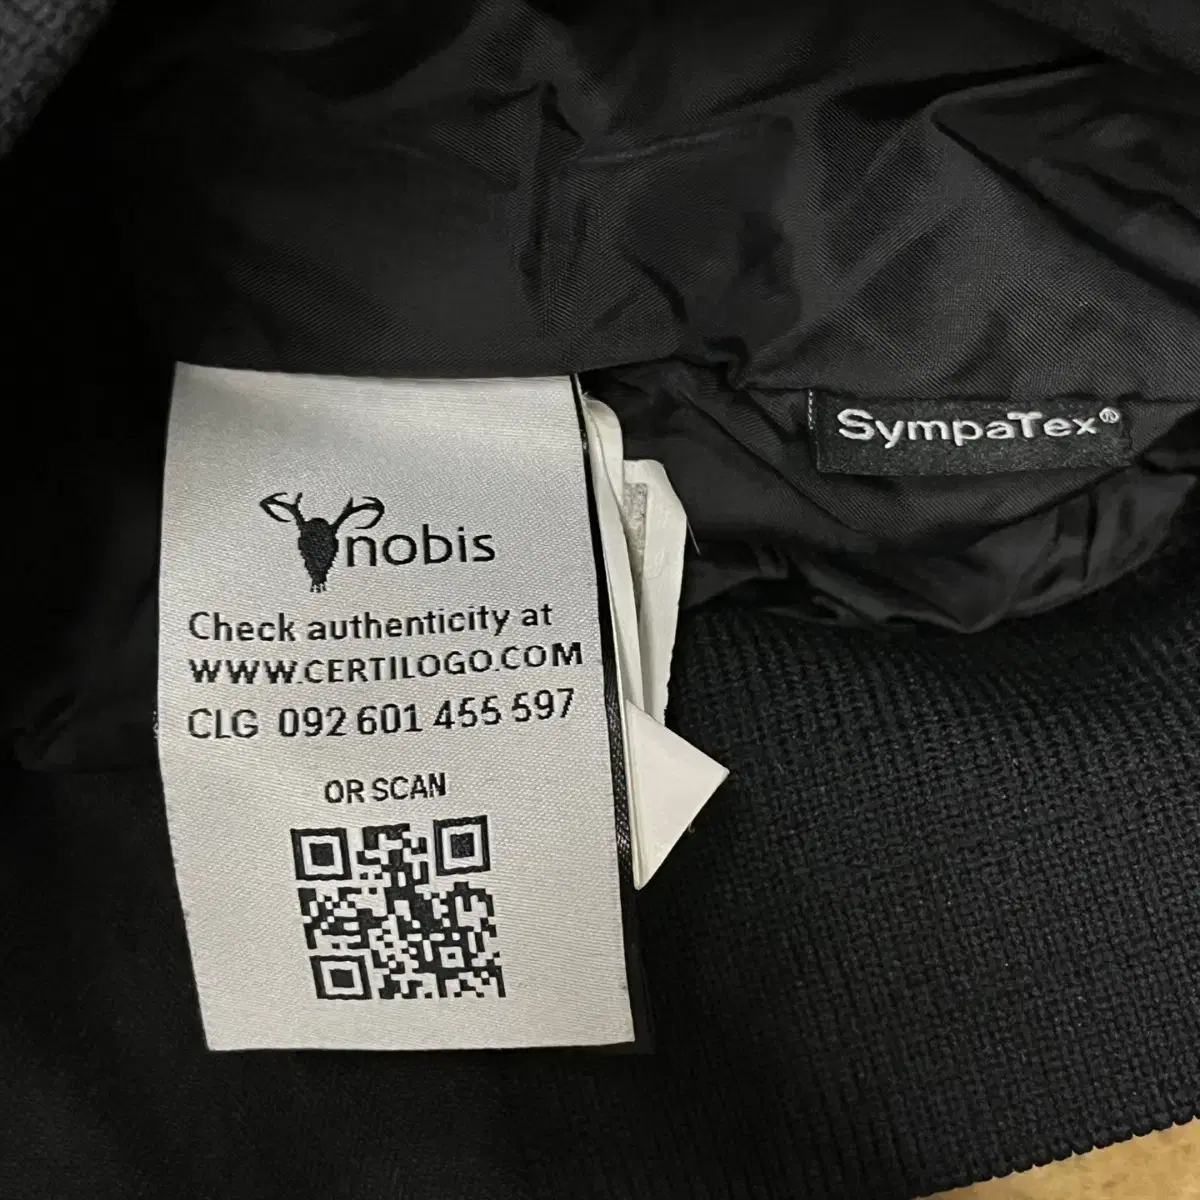 SympaTex®
nobis
Check authenticity at
WWW.CERTILOGO.COM
CLG 092 601 455 597
OR SCAN